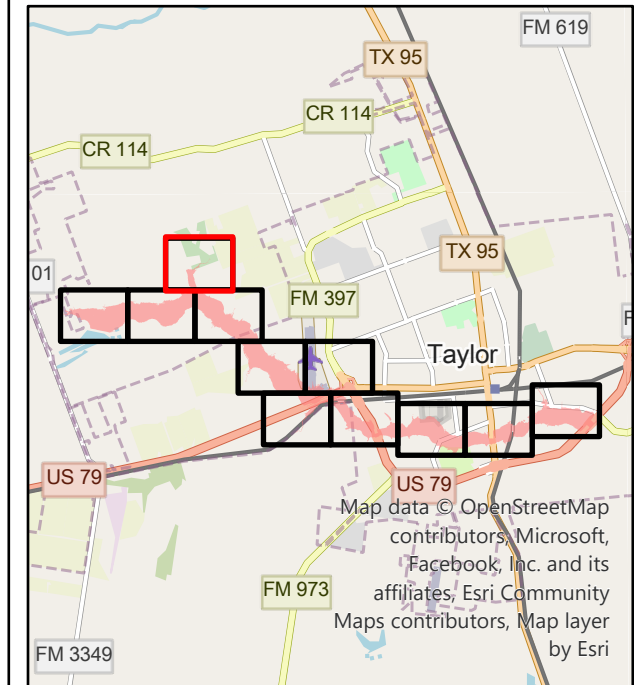 FM 619
TX 95
CR 114
CR 114
TX 95
01
FM 397
F
Taylor
US 79
US 79
Map data © OpenStreetMap
contributors, Microsoft,
Facebook, Inc. and its
affiliates, Esri Community
Maps contributors, Map layer
by Esri
FM 973
FM 3349